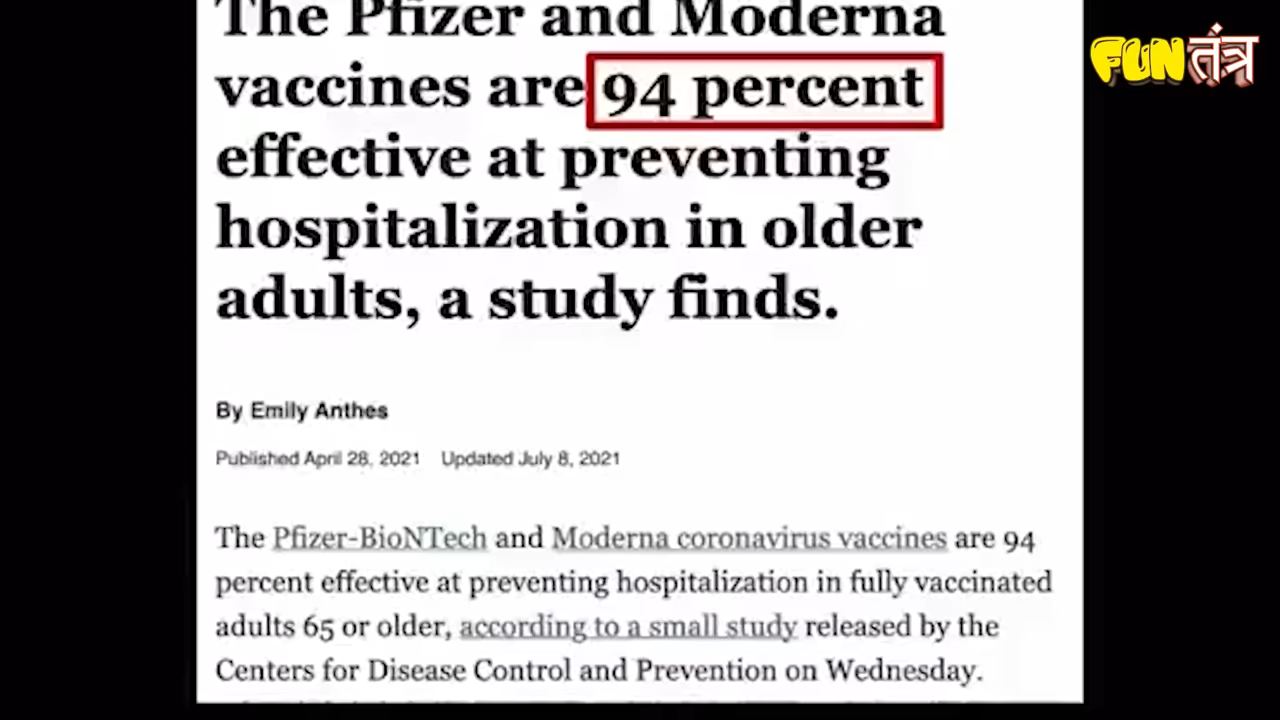 The Pfizer and Moderna
FUNतंत्र
vaccines are 94 percent
effective at preventing
hospitalization in older
adults, a study finds.
By Emily Anthes
Published April 28, 2021 Updated July 8, 2021
The Pfizer-BioNTech and Moderna coronavirus vaccines are 94
percent effective at preventing hospitalization in fully vaccinated
adults 65 or older, according to a small study released by the
Centers for Disease Control and Prevention on Wednesday.